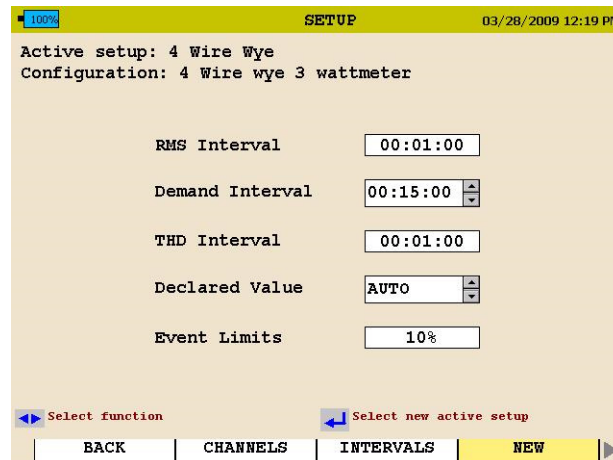 100% SETUP 03/28/2009 12:19 PM
Active setup: 4 Wire Wye
Configuration: 4 Wire wye 3 wattmeter
RMS Interval 00:01:00
Demand Interval 00:15:00
THD Interval 00:01:00
Declared Value AUTO
Event Limits 10%
Select function Select new active setup
BACK CHANNELS INTERVALS NEW